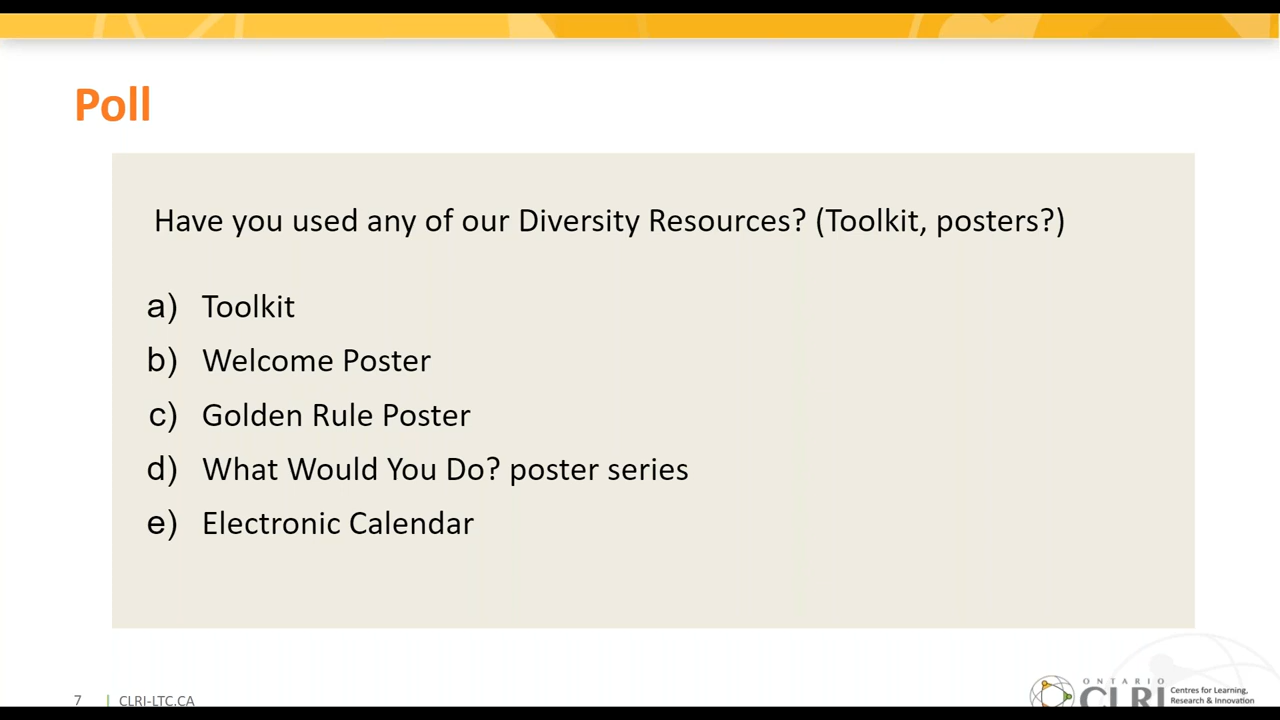 Poll
Have you used any of our Diversity Resources? (Toolkit, posters?)
a) Toolkit
b) Welcome Poster
c) Golden Rule Poster
d) What Would You Do? poster series
e) Electronic Calendar
7 | CLRI-LTC.CA
ONTARIO
CLRI
Centres for Learning,
Research & Innovation